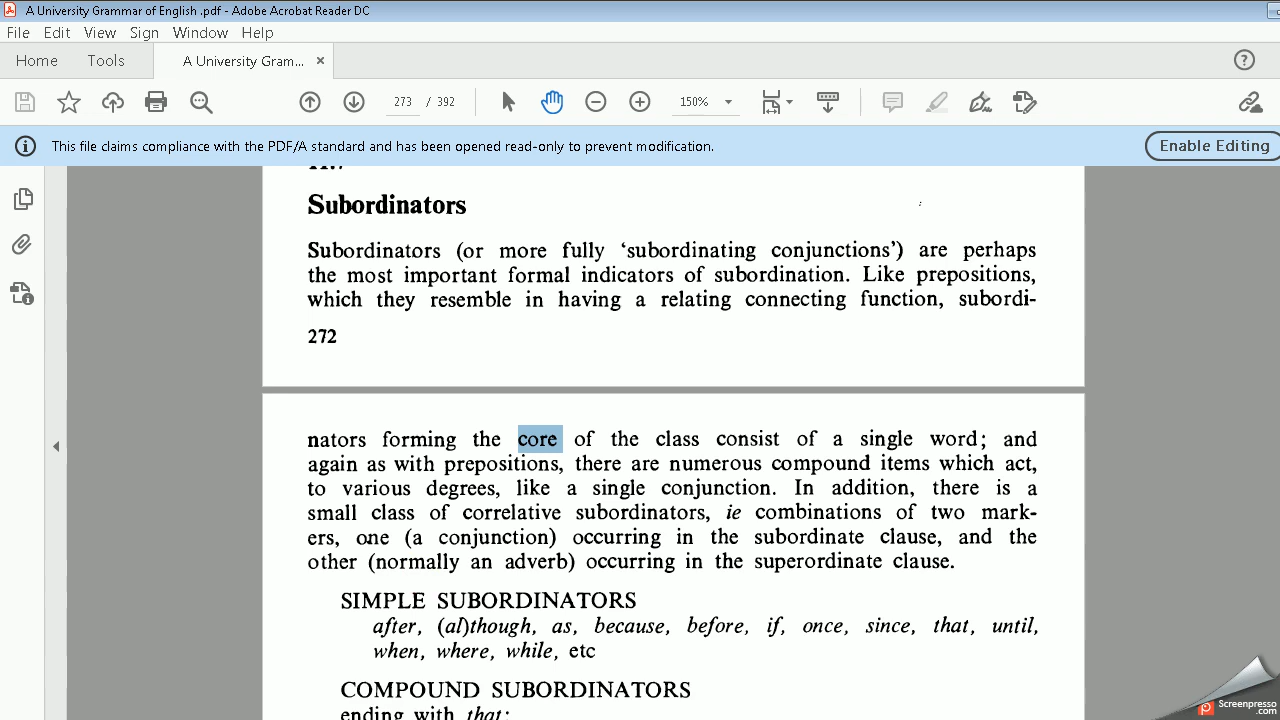 A University Grammar of English .pdf - Adobe Acrobat Reader DC
File Edit View Sign Window Help
Home Tools A University Gram... ×
273 / 392 150%
This file claims compliance with the PDF/A standard and has been opened read-only to prevent modification. Enable Editing
Subordinators
Subordinators (or more fully ‘subordinating conjunctions’) are perhaps
the most important formal indicators of subordination. Like prepositions,
which they resemble in having a relating connecting function, subordi-
272
nators forming the core of the class consist of a single word; and
again as with prepositions, there are numerous compound items which act,
to various degrees, like a single conjunction. In addition, there is a
small class of correlative subordinators, ie combinations of two mark-
ers, one (a conjunction) occurring in the subordinate clause, and the
other (normally an adverb) occurring in the superordinate clause.
SIMPLE SUBORDINATORS
after, (al)though, as, because, before, if, once, since, that, until,
when, where, while, etc
COMPOUND SUBORDINATORS
ending with that:
Screenpresso
.com